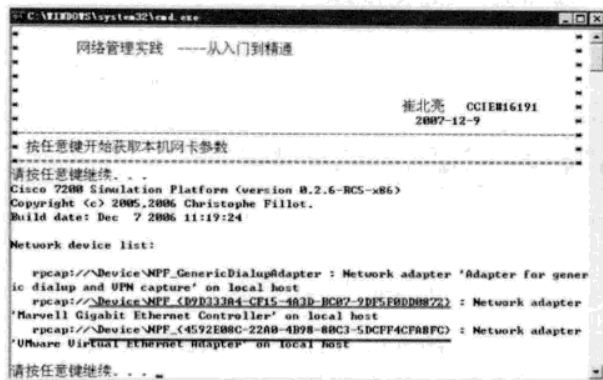 C:\WINDOWS\system32\cmd.exe
网络管理实践 ----从入门到精通
崔北亮 CCIE#16191
2007-12-9
按任意键开始获取本机网卡参数
请按任意键继续. . .
Cisco 7200 Simulation Platform (version 0.2.6-RC5-x86)
Copyright (c) 2005,2006 Christophe Fillot.
Build date: Dec  7 2006 11:19:24
Network device list:
rpcap://\Device\NPF_GenericDialupAdapter : Network adapter 'Adapter for gener
ic dialup and VPN capture' on local host
rpcap://\Device\NPF_{D9D333A4-CF15-4A3D-BC07-9DF5F0DD0872} : Network adapter
'Marvell Gigabit Ethernet Controller' on local host
rpcap://\Device\NPF_{4592E08C-22A0-4B98-80C3-5DCFF4CFABFC} : Network adapter
'VMware Virtual Ethernet Adapter' on local host
请按任意键继续. . .